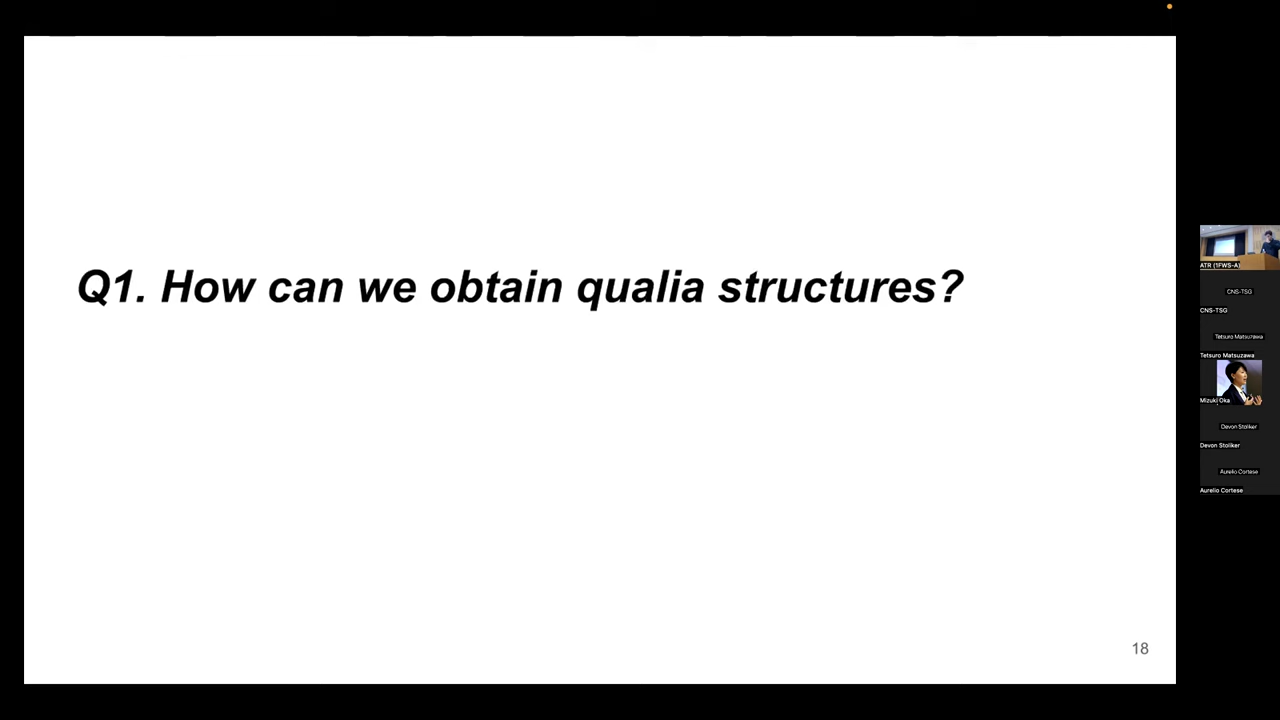 Q1. How can we obtain qualia structures?
18
ATR (1FWS-A)
CNS-TSG
CNS-TSG
Tetsuro Matsuzawa
Tetsuro Matsuzawa
Mizuki Oka
Devon Stoliker
Devon Stoliker
Aurelio Cortese
Aurelio Cortese